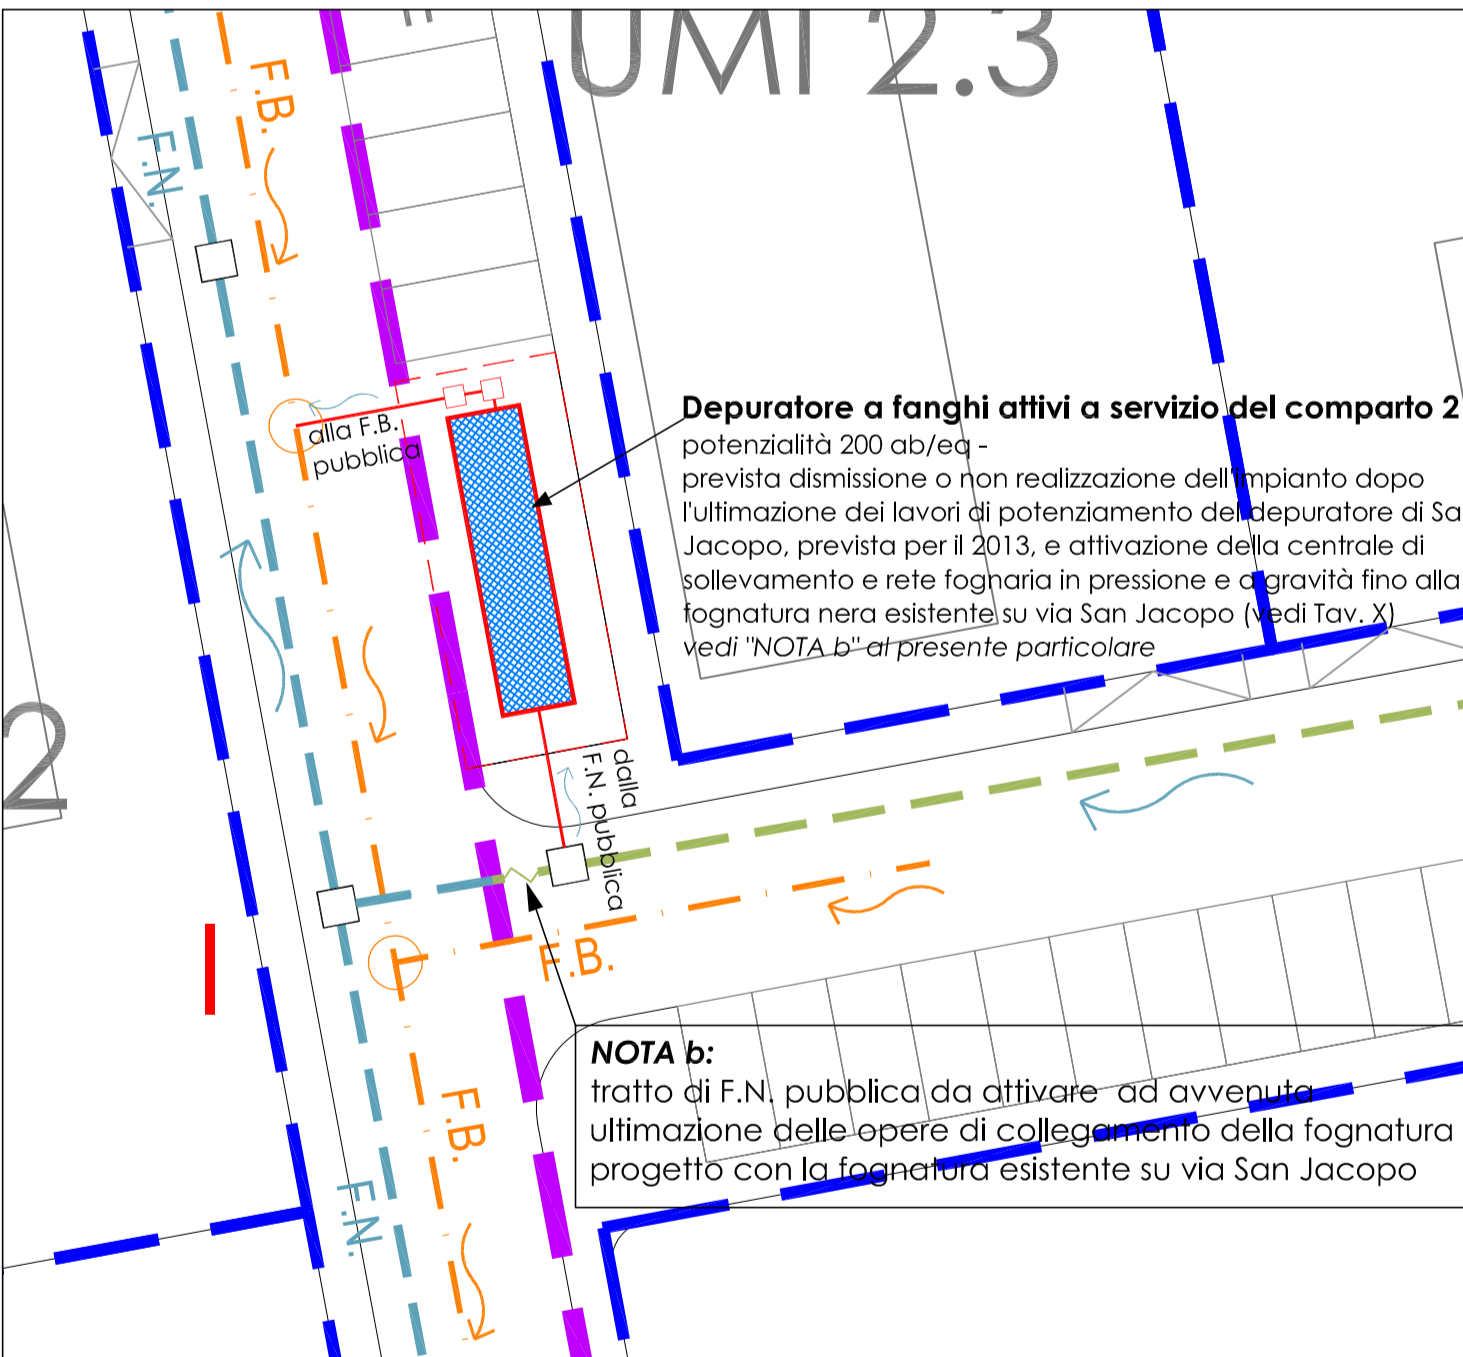 UMI 2.3
F.B.
F.N.
alla F.B.
pubblica
Depuratore a fanghi attivi a servizio del comparto 2
potenzialità 200 ab/eq -
prevista dismissione o non realizzazione dell'impianto dopo
l'ultimazione dei lavori di potenziamento del depuratore di Sa
Jacopo, prevista per il 2013, e attivazione della centrale di
sollevamento e rete fognaria in pressione e a gravità fino alla
fognatura nera esistente su via San Jacopo (vedi Tav. X)
vedi "NOTA b" al presente particolare
2
dalla
F.N. pubblica
F.B.
NOTA b:
tratto di F.N. pubblica da attivare ad avvenuta
ultimazione delle opere di collegamento della fognatura
progetto con la fognatura esistente su via San Jacopo
F.B.
F.N.